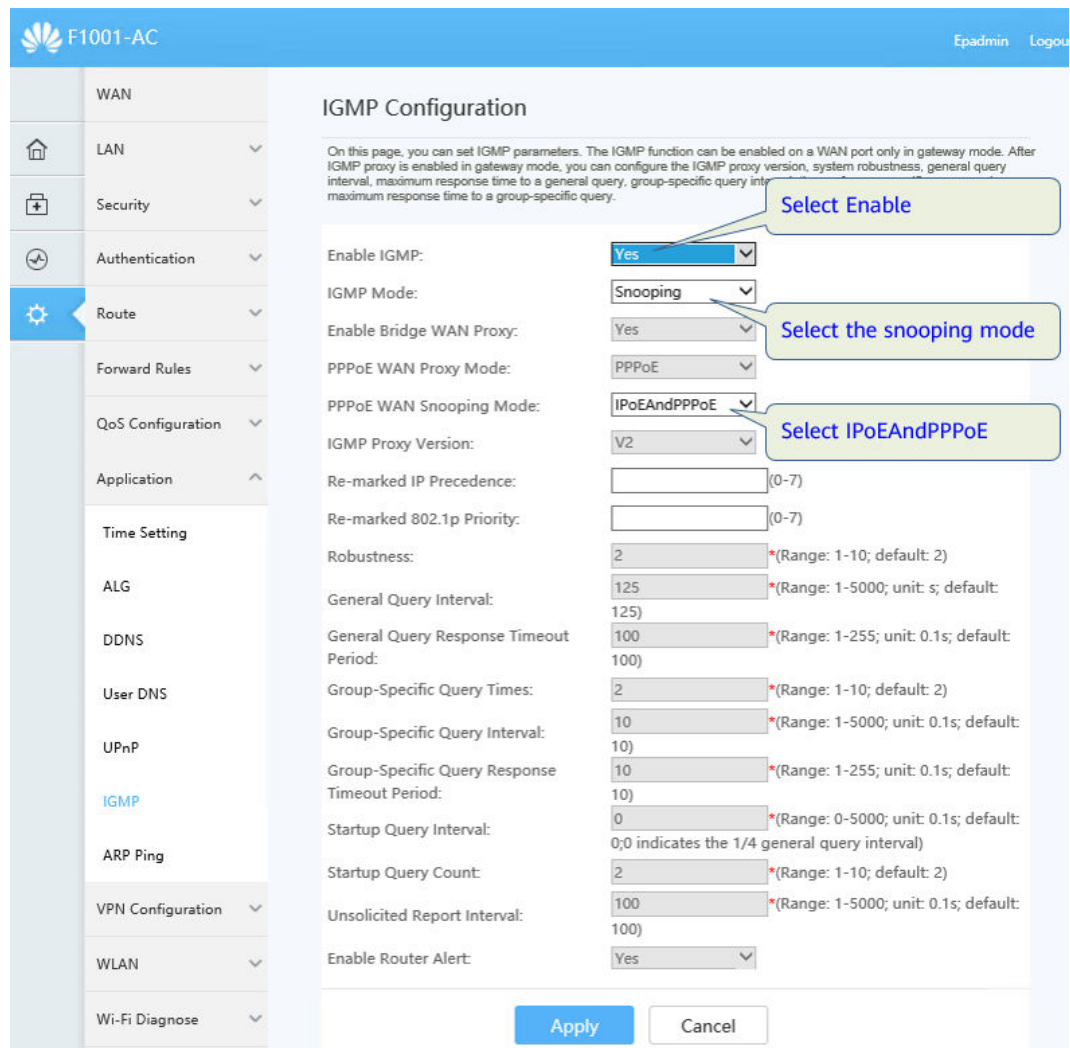 F1001-AC
Epadmin Logou
WAN
LAN
Security
Authentication
Route
Forward Rules
QoS Configuration
Application
Time Setting
ALG
DDNS
User DNS
UPnP
IGMP
ARP Ping
VPN Configuration
WLAN
Wi-Fi Diagnose
IGMP Configuration
On this page, you can set IGMP parameters. The IGMP function can be enabled on a WAN port only in gateway mode. After
IGMP proxy is enabled in gateway mode, you can configure the IGMP proxy version, system robustness, general query
interval, maximum response time to a general query, group-specific query
maximum response time to a group-specific query.
Select Enable
Enable IGMP: Yes
IGMP Mode: Snooping
Select the snooping mode
Enable Bridge WAN Proxy: Yes
PPPoE WAN Proxy Mode: PPPoE
PPPoE WAN Snooping Mode: IPoEAndPPPoE
Select IPoEAndPPPoE
IGMP Proxy Version: V2
Re-marked IP Precedence: (0-7)
Re-marked 802.1p Priority: (0-7)
Robustness: 2 *(Range: 1-10; default: 2)
General Query Interval: 125 *(Range: 1-5000; unit: s; default:
125)
General Query Response Timeout
Period: 100 *(Range: 1-255; unit: 0.1s; default:
100)
Group-Specific Query Times: 2 *(Range: 1-10; default: 2)
Group-Specific Query Interval: 10 *(Range: 1-5000; unit: 0.1s; default:
10)
Group-Specific Query Response
Timeout Period: 10 *(Range: 1-255; unit: 0.1s; default:
10)
Startup Query Interval: 0 *(Range: 0-5000; unit: 0.1s; default:
0;0 indicates the 1/4 general query interval)
Startup Query Count: 2 *(Range: 1-10; default: 2)
Unsolicited Report Interval: 100 *(Range: 1-5000; unit: 0.1s; default:
100)
Enable Router Alert: Yes
Apply Cancel